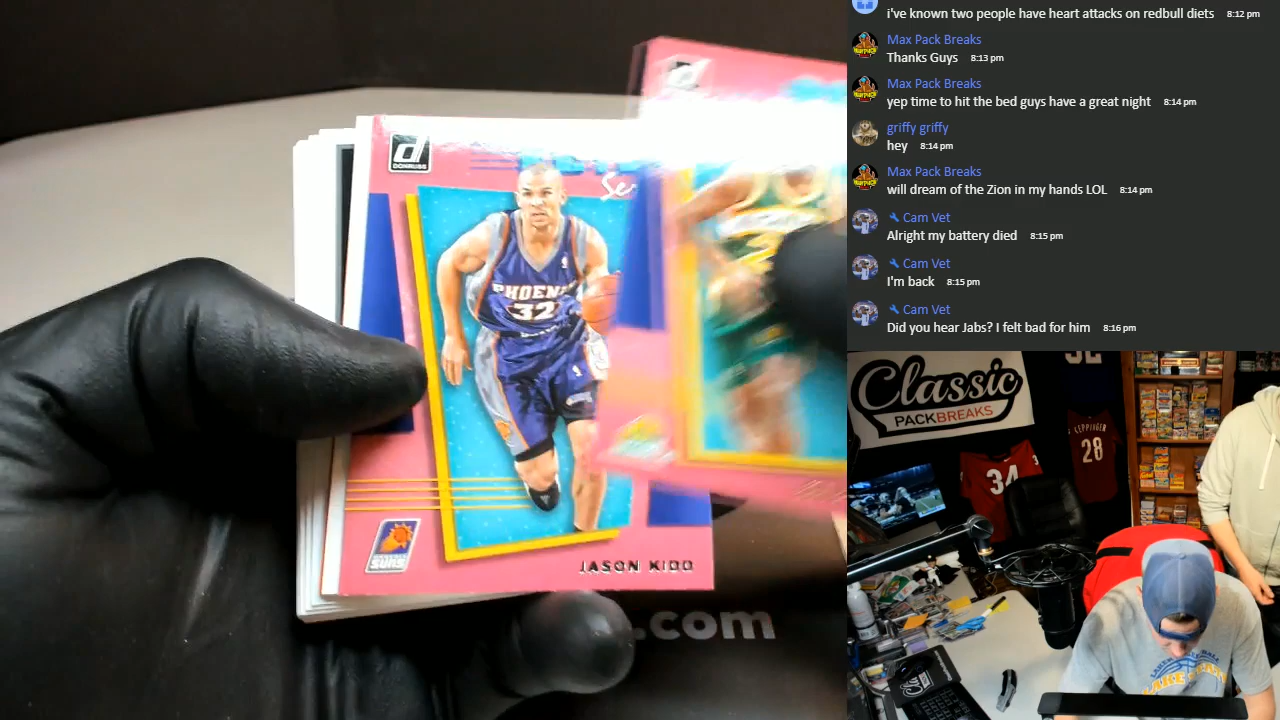 i've known two people have heart attacks on redbull diets 8:12 pm
Max Pack Breaks
Thanks Guys 8:13 pm
Max Pack Breaks
yep time to hit the bed guys have a great night 8:14 pm
griffy griffy
hey 8:14 pm
Max Pack Breaks
will dream of the Zion in my hands LOL 8:14 pm
Cam Vet
Alright my battery died 8:15 pm
Cam Vet
I'm back 8:15 pm
Cam Vet
Did you hear Jabs? I felt bad for him 8:16 pm
d
DONRUSS
Se
PHOENI
32
SUNS
JASON KIDD
.com
Classic
PACKBREAKS
34
LEPPINGER
28
LAKE